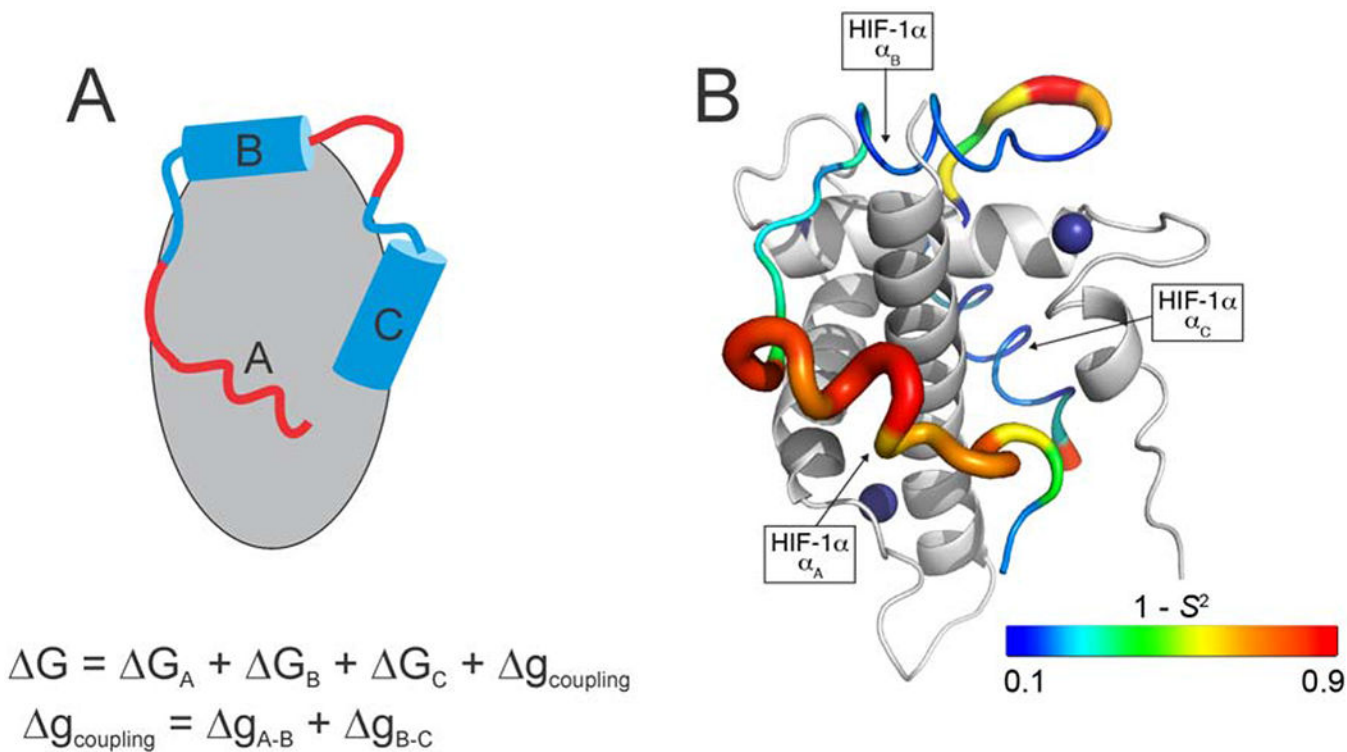 A
B
A
C
ΔG = ΔG_A + ΔG_B + ΔG_C + Δg_coupling
Δg_coupling = Δg_A-B + Δg_B-C
B
HIF-1α
α_B
HIF-1α
α_C
HIF-1α
α_A
1 - S²
0.1
0.9